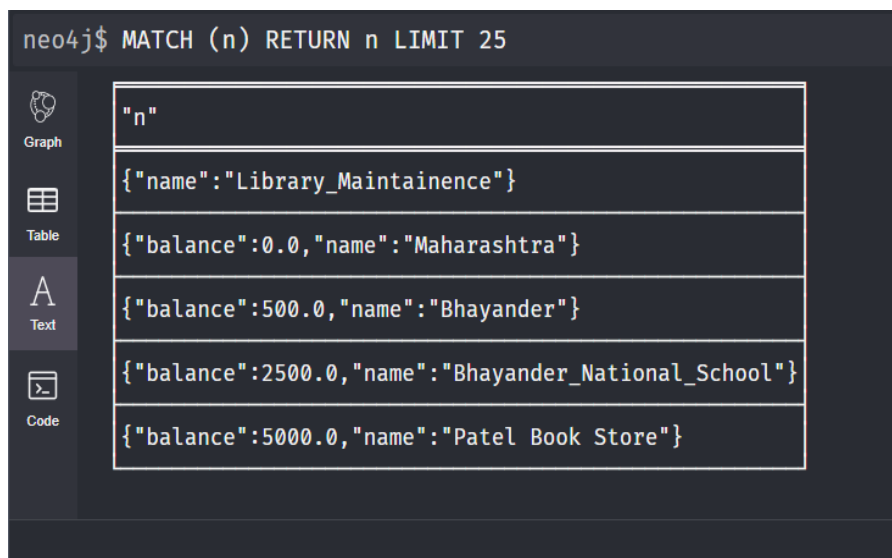 neo4j$ MATCH (n) RETURN n LIMIT 25
Graph
Table
A
Text
>_
Code
"n"
{"name":"Library_Maintainence"}
{"balance":0.0,"name":"Maharashtra"}
{"balance":500.0,"name":"Bhayander"}
{"balance":2500.0,"name":"Bhayander_National_School"}
{"balance":5000.0,"name":"Patel Book Store"}